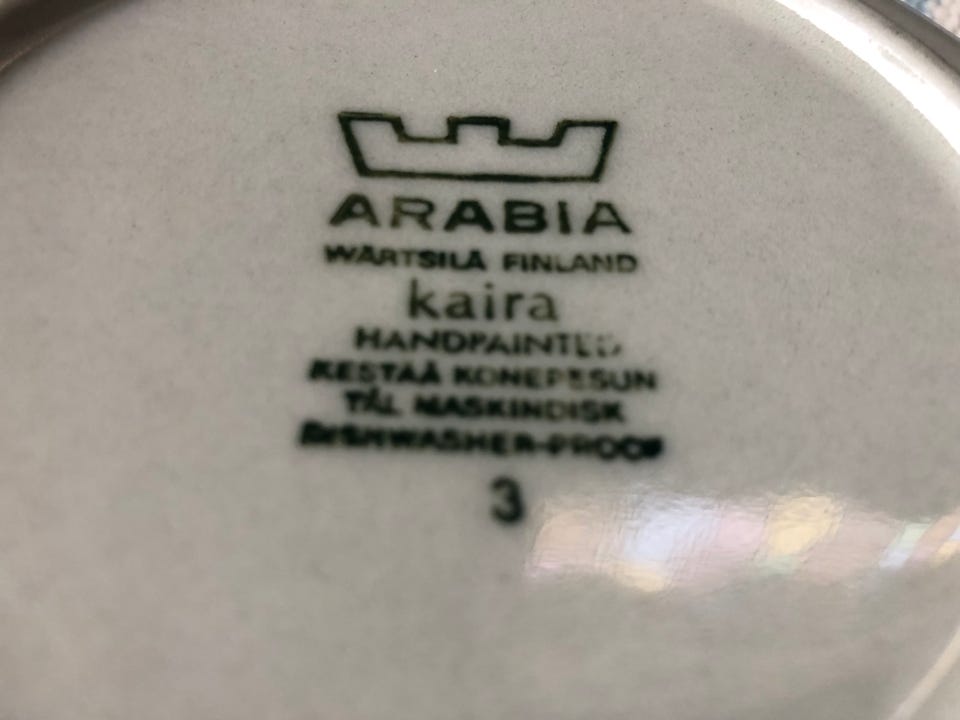 ARABIA
WÄRTSILÄ FINLAND
kaira
HANDPAINTED
KESTÄÄ KONEPESUN
TÅL MASKINDISK
DISHWASHER-PROOF
3